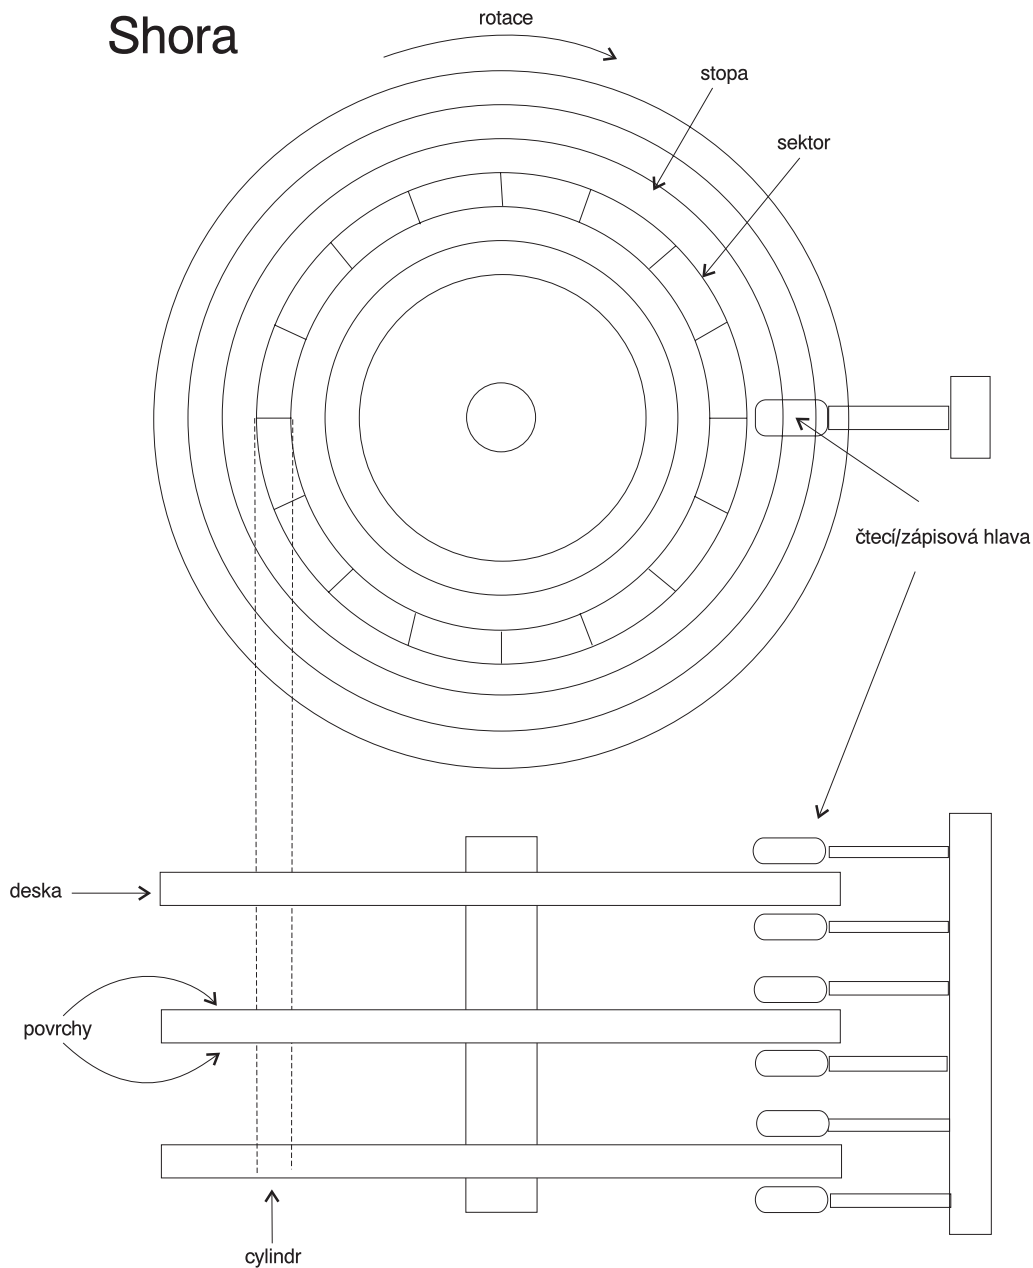 Shora
rotace
stopa
sektor
čtecí/zápisová hlava
deska
povrchy
cylindr